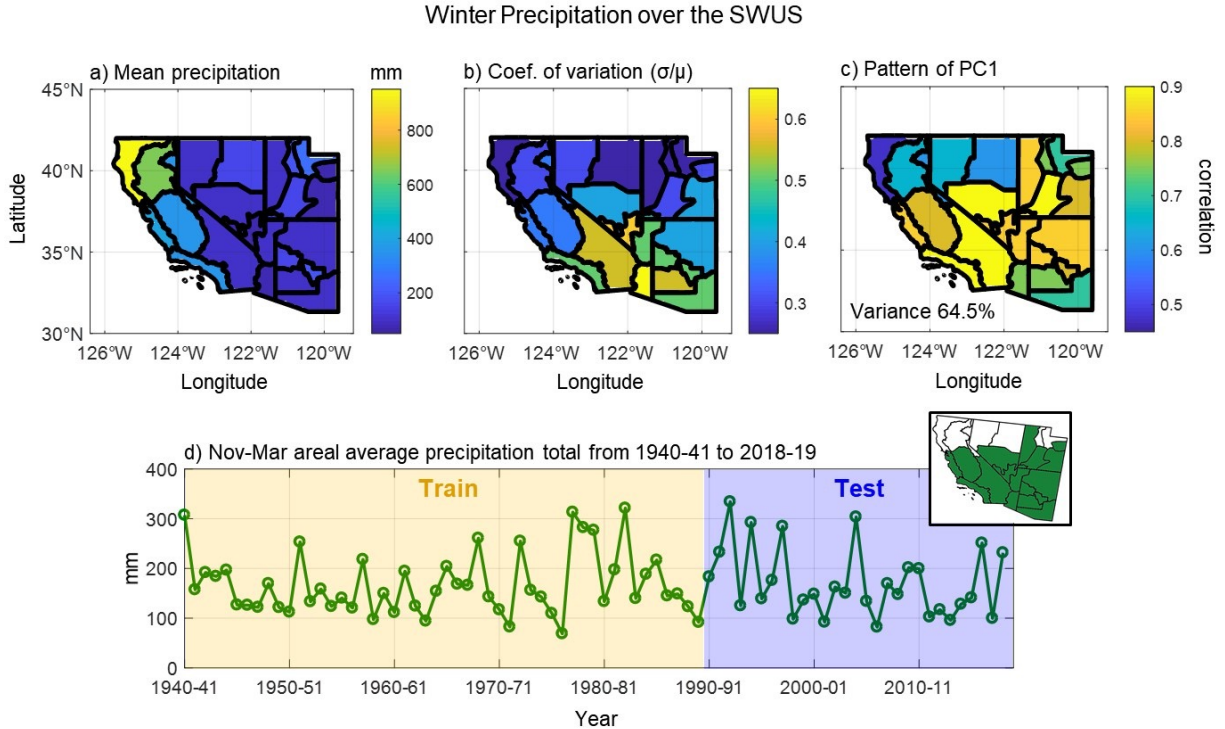 Winter Precipitation over the SWUS
a) Mean precipitation
mm
45°N
40°N
35°N
30°N
Latitude
126°W
124°W
122°W
120°W
Longitude
800
600
400
200
b) Coef. of variation (σ/μ)
126°W
124°W
122°W
120°W
Longitude
0.6
0.5
0.4
0.3
c) Pattern of PC1
Variance 64.5%
126°W
124°W
122°W
120°W
Longitude
0.9
0.8
0.7
0.6
0.5
correlation
d) Nov-Mar areal average precipitation total from 1940-41 to 2018-19
400
300
200
100
0
mm
Train
Test
1940-41
1950-51
1960-61
1970-71
1980-81
1990-91
2000-01
2010-11
Year